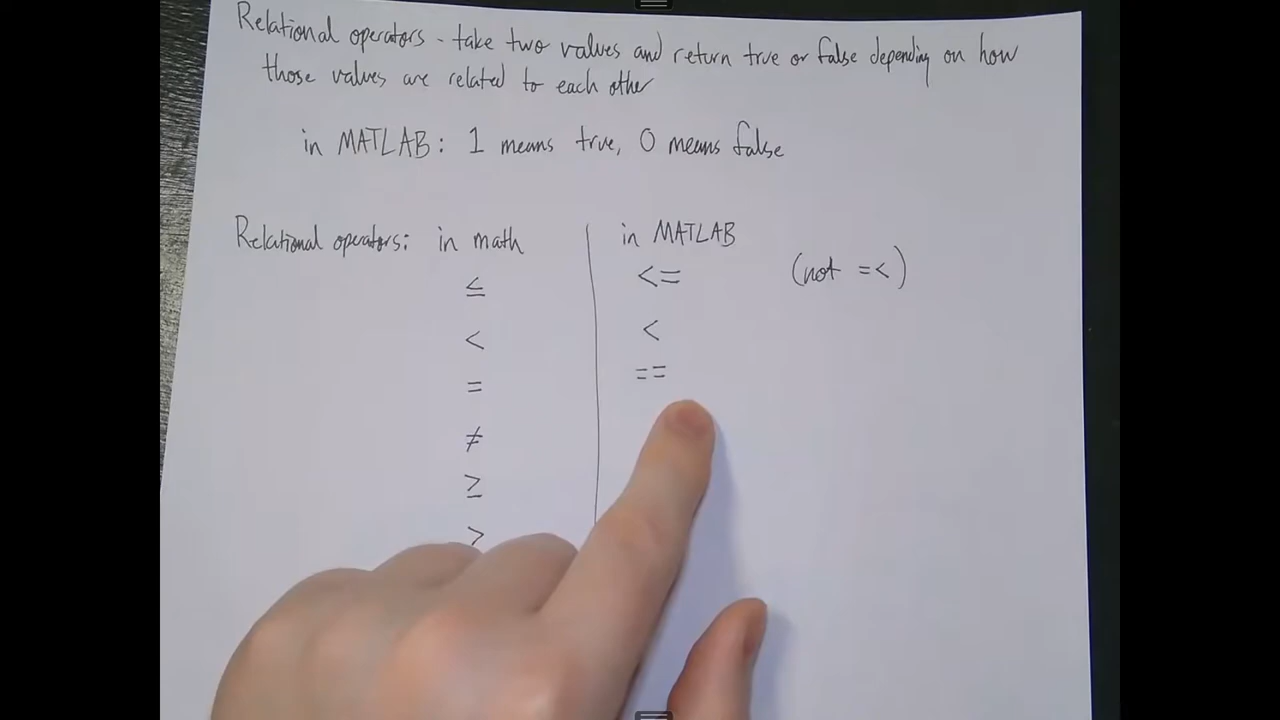 Relational operators - take two values and return true or false depending on how
those values are related to each other
in MATLAB: 1 means true, 0 means false
Relational operators: in math in MATLAB
≤ <= (not =<)
< <
= ==
≠
≥
>